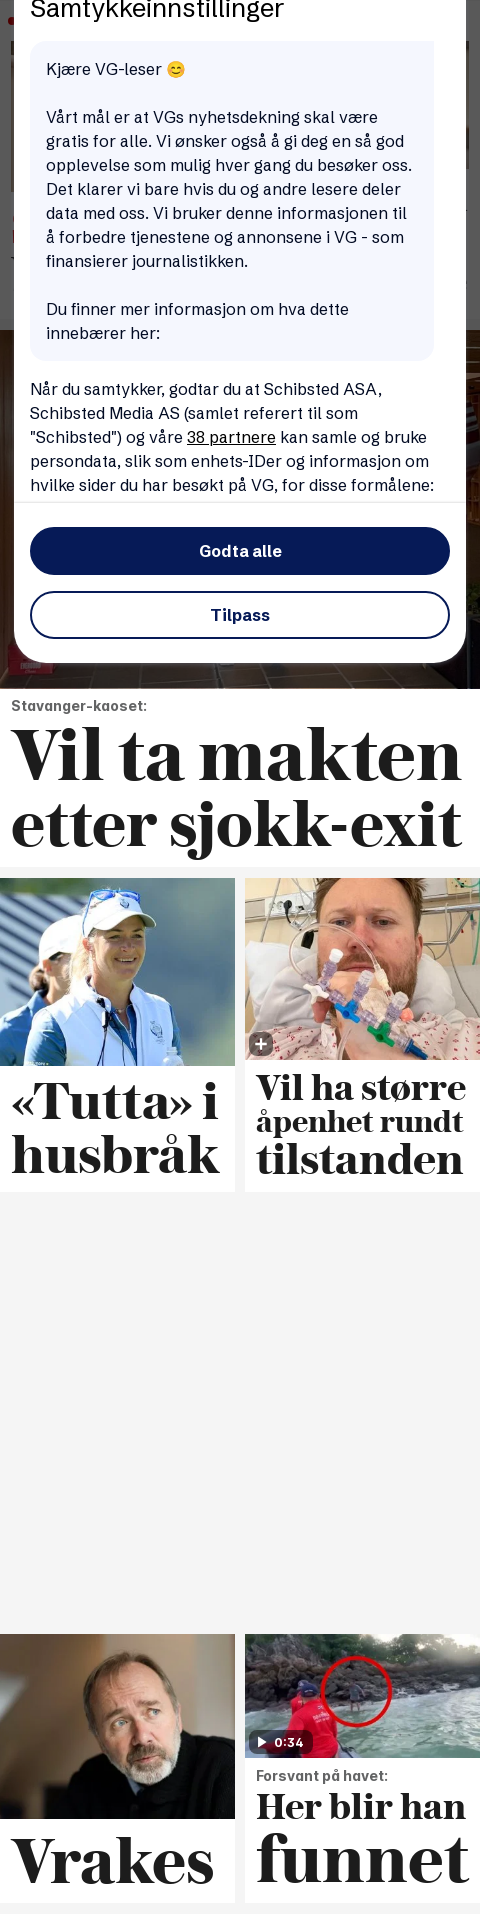 Samtykkeinnstillinger
Kjære VG-leser 😊
Vårt mål er at VGs nyhetsdekning skal være
gratis for alle. Vi ønsker også å gi deg en så god
opplevelse som mulig hver gang du besøker oss.
Det klarer vi bare hvis du og andre lesere deler
data med oss. Vi bruker denne informasjonen til
å forbedre tjenestene og annonsene i VG - som
finansierer journalistikken.
Du finner mer informasjon om hva dette
innebærer her:
Når du samtykker, godtar du at Schibsted ASA,
Schibsted Media AS (samlet referert til som
"Schibsted") og våre 38 partnere kan samle og bruke
persondata, slik som enhets-IDer og informasjon om
hvilke sider du har besøkt på VG, for disse formålene:
Godta alle
Tilpass
Stavanger-kaoset:
Vil ta makten
etter sjokk-exit
«Tutta» i
husbråk
Vil ha større
åpenhet rundt
tilstanden
Vrakes
0:34
Forsvant på havet:
Her blir han
funnet